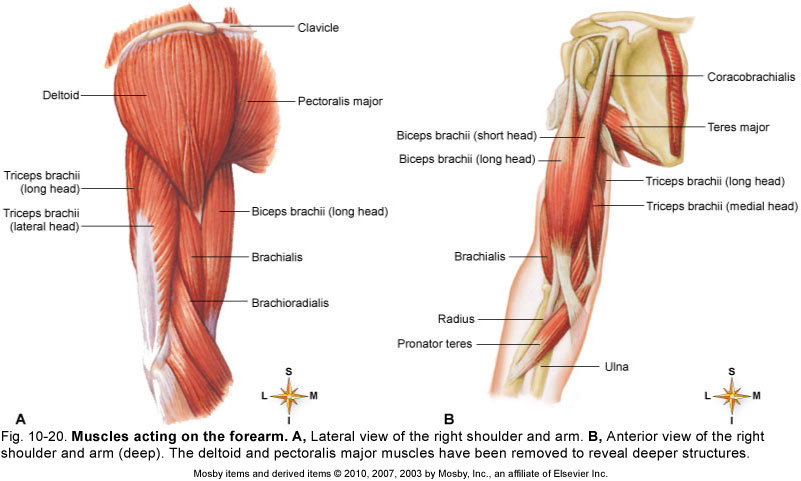 Clavicle
Deltoid
Pectoralis major
Triceps brachii
(long head)
Triceps brachii
(lateral head)
Biceps brachii (long head)
Brachialis
Brachioradialis
S
L M
I
A
Coracobrachialis
Biceps brachii (short head)
Teres major
Biceps brachii (long head)
Triceps brachii (long head)
Triceps brachii (medial head)
Brachialis
Radius
Pronator teres
Ulna
S
L M
I
B
Fig. 10-20. Muscles acting on the forearm. A, Lateral view of the right shoulder and arm. B, Anterior view of the right
shoulder and arm (deep). The deltoid and pectoralis major muscles have been removed to reveal deeper structures.
Mosby items and derived items © 2010, 2007, 2003 by Mosby, Inc., an affiliate of Elsevier Inc.